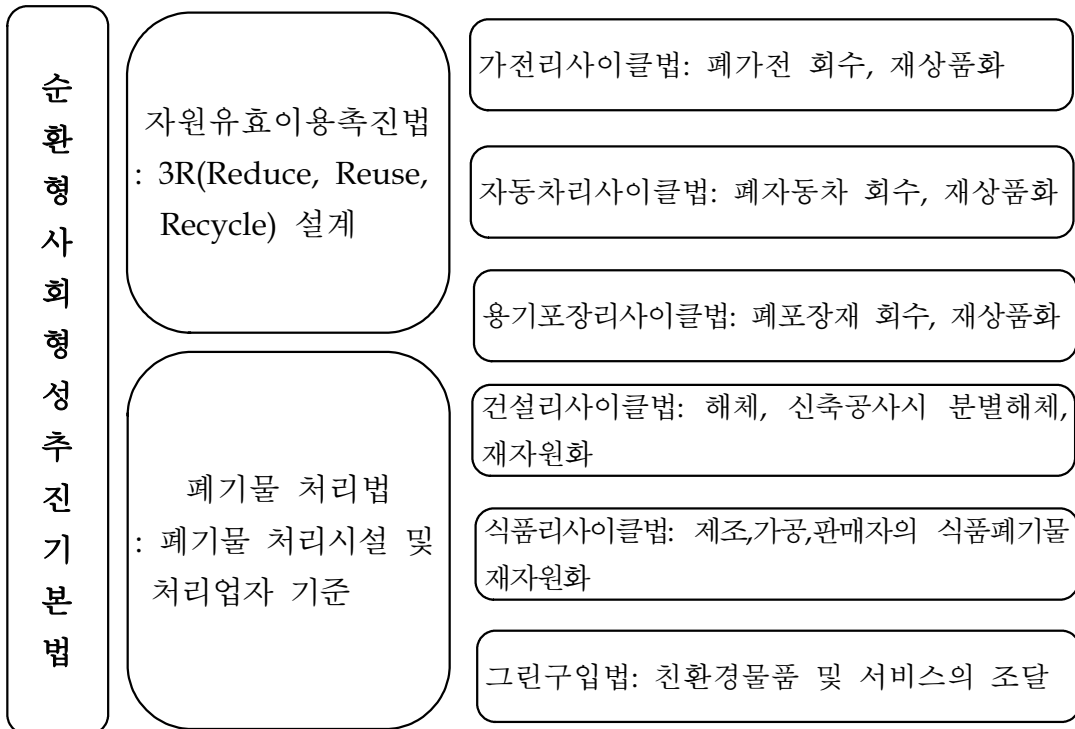 순
환
형
사
회
형
성
추
진
기
본
법
자원유효이용촉진법
: 3R(Reduce, Reuse,
Recycle) 설계
폐기물 처리법
: 폐기물 처리시설 및
처리업자 기준
가전리사이클법: 폐가전 회수, 재상품화
자동차리사이클법: 폐자동차 회수, 재상품화
용기포장리사이클법: 폐포장재 회수, 재상품화
건설리사이클법: 해체, 신축공사시 분별해체,
재자원화
식품리사이클법: 제조,가공,판매자의 식품폐기물
재자원화
그린구입법: 친환경물품 및 서비스의 조달